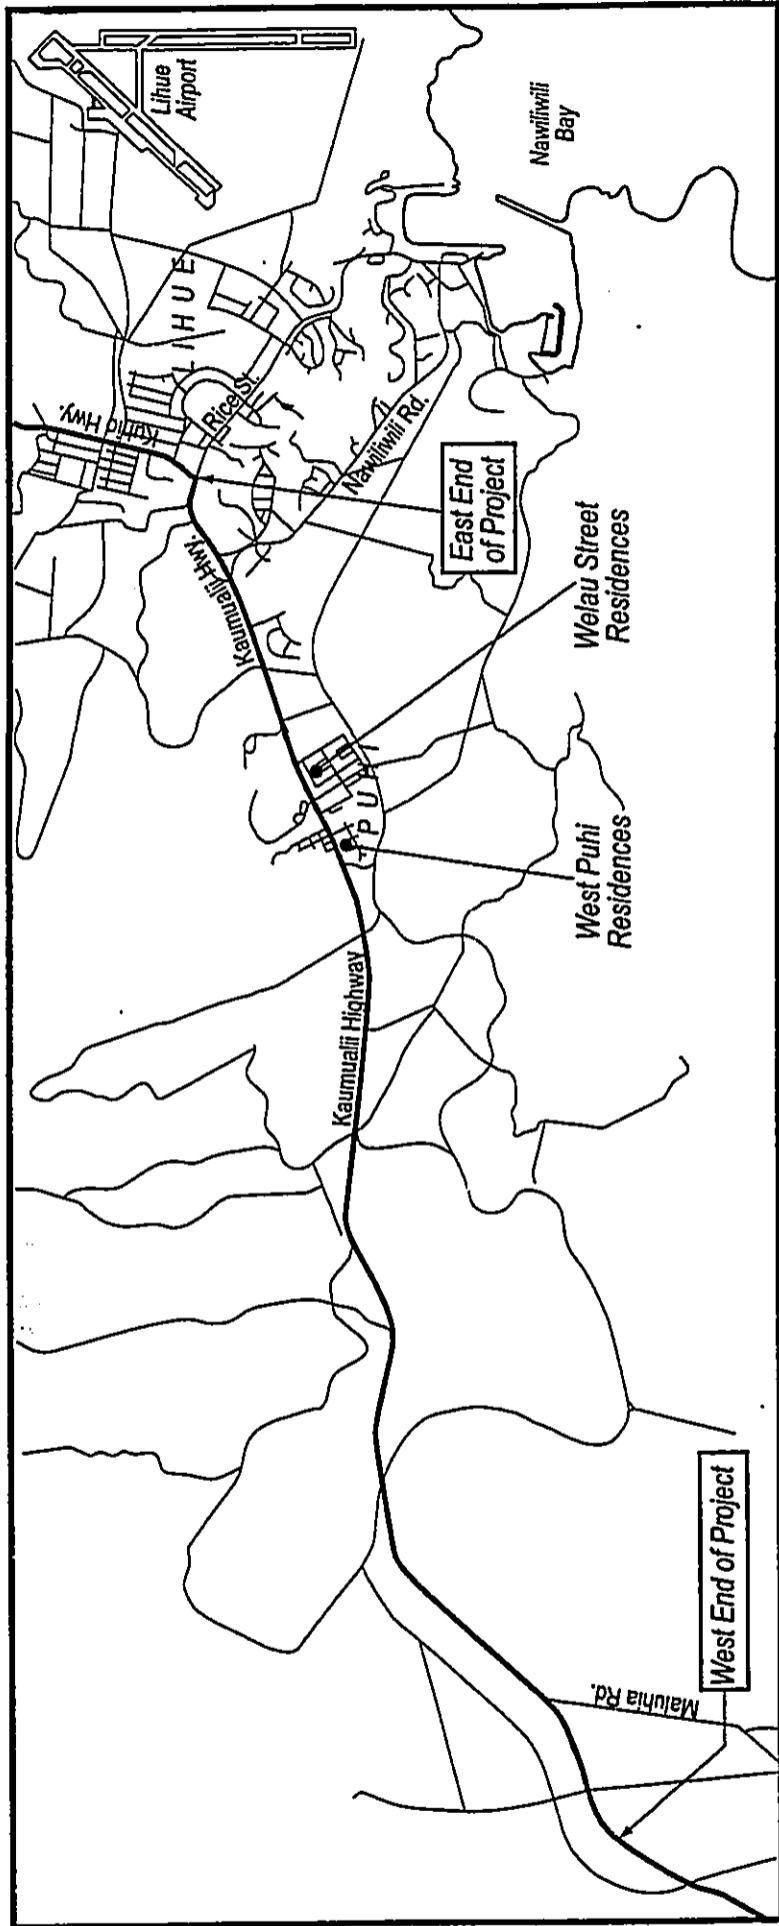 Lihue
Airport
Nawiliwili
Bay
LIHUE
Kuhio Hwy.
Rice St.
Nawiliwili Rd.
East End
of Project
Kaumualii Hwy.
Welau Street
Residences
PUHI
West Puhi
Residences
Kaumualii Highway
West End of Project
Maluhia Rd.